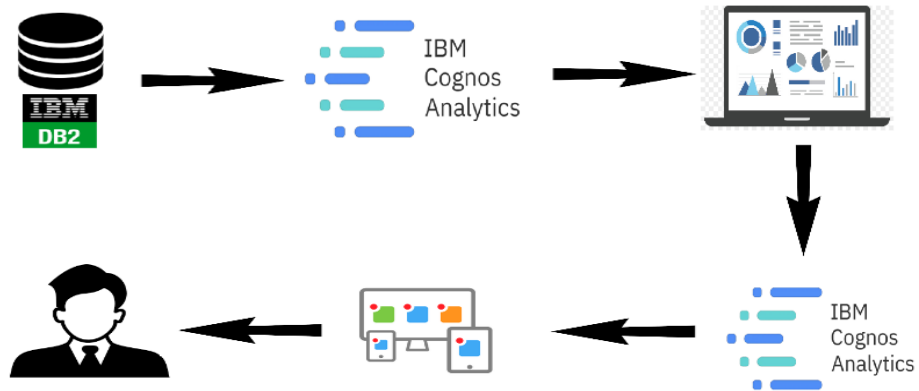 IBM
DB2
IBM
Cognos
Analytics
IBM
Cognos
Analytics